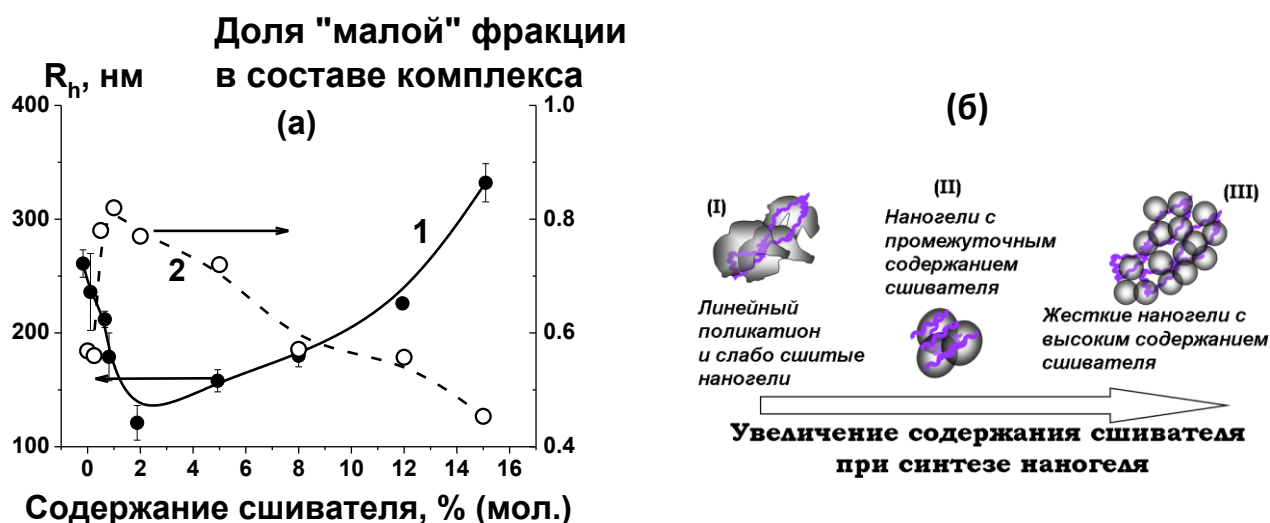 Доля "малой" фракции
в составе комплекса
R_h, нм
(а)
400
300
200
100
1.0
0.8
0.6
0.4
1
2
0 2 4 6 8 10 12 14 16
Содержание сшивателя, % (мол.)
(б)
(I)
Линейный
поликатион
и слабо сшитые
наногели
(II)
Наногели с
промежуточным
содержанием
сшивателя
(III)
Жесткие наногели с
высоким содержанием
сшивателя
Увеличение содержания сшивателя
при синтезе наногеля